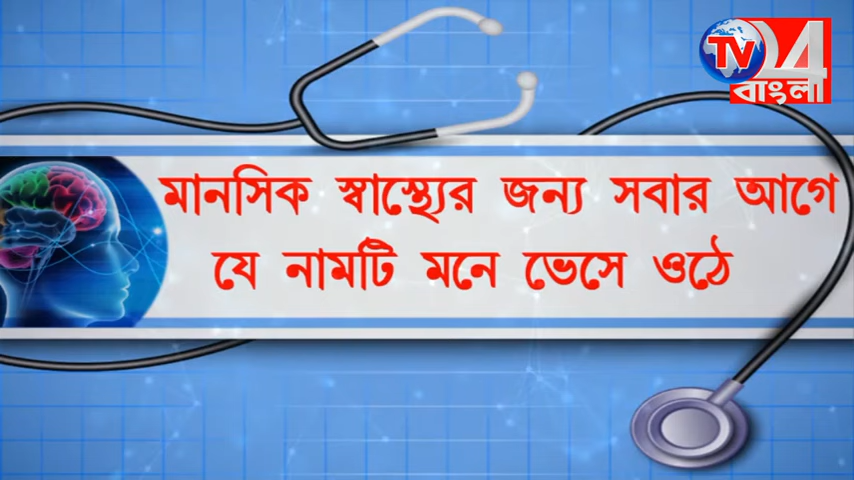 TV 24
বাংলা
মানসিক স্বাস্থ্যের জন্য সবার আগে
যে নামটি মনে ভেসে ওঠে